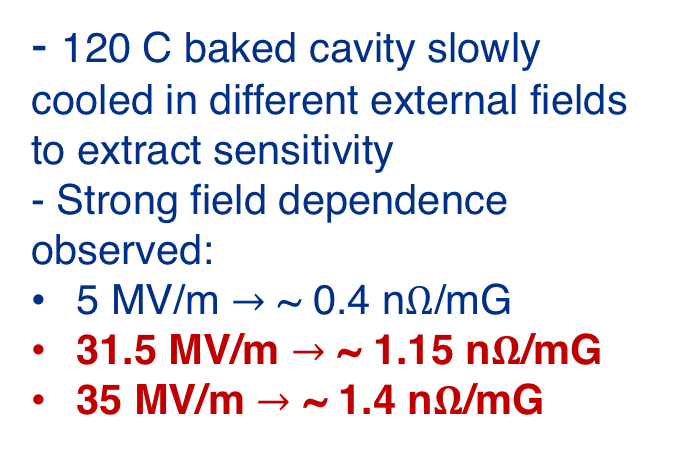 - 120 C baked cavity slowly
cooled in different external fields
to extract sensitivity
- Strong field dependence
observed:
• 5 MV/m → ~ 0.4 nΩ/mG
• 31.5 MV/m → ~ 1.15 nΩ/mG
• 35 MV/m → ~ 1.4 nΩ/mG